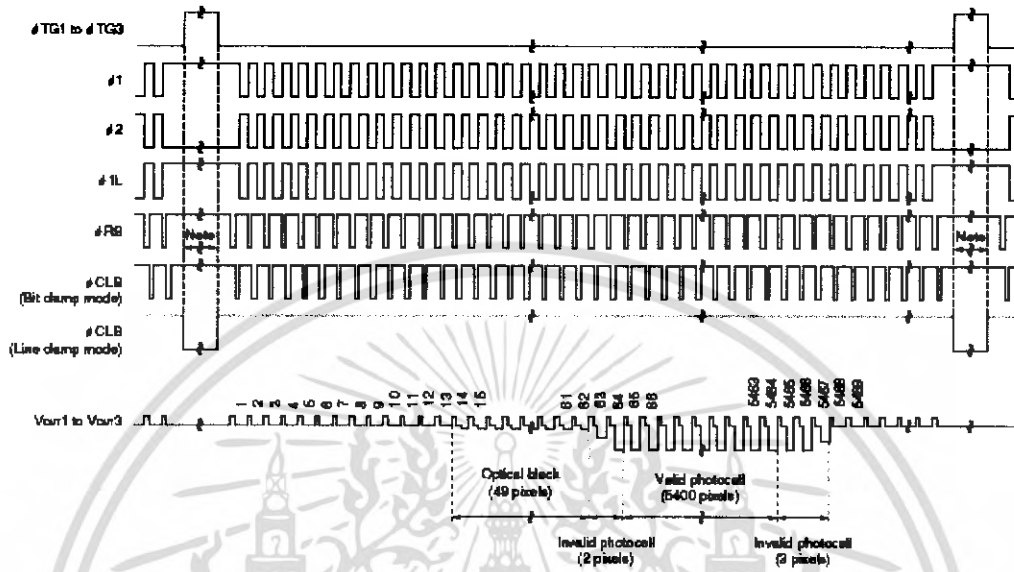 φTG1 to φTG3
φ1
φ2
φ1L
φRB
Note
Note
φCLB
(Bit clamp mode)
φCLB
(Line clamp mode)
1 2 3 4 5 6 7 8 9 10 11 12 13 14 15 61 62 63 64 65 66 5463 5464 5465 5466 5467 5468 5469
VOUT1 to VOUT3
Optical black
(49 pixels)
Valid photocell
(5400 pixels)
Invalid photocell
(2 pixels)
Invalid photocell
(3 pixels)